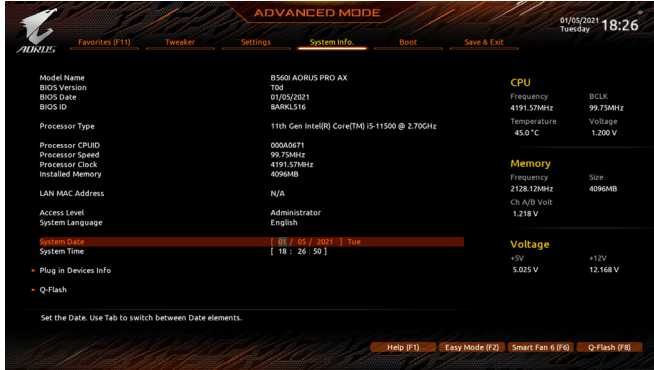 ADVANCED MODE
01/05/2021 Tuesday 18:26
AORUS
Favorites (F11) Tweaker Settings System Info. Boot Save & Exit
Model Name B560I AORUS PRO AX
BIOS Version T0d
BIOS Date 01/05/2021
BIOS ID 8ARKL516
Processor Type 11th Gen Intel(R) Core(TM) i5-11500 @ 2.70GHz
Processor CPUID 000A0671
Processor Speed 99.75MHz
Processor Clock 4191.57MHz
Installed Memory 4096MB
LAN MAC Address N/A
Access Level Administrator
System Language English
System Date [ 01 / 05 / 2021 ] Tue
System Time [ 18 : 26 : 50 ]
Plug in Devices Info
Q-Flash
CPU
Frequency BCLK
4191.57MHz 99.75MHz
Temperature Voltage
45.0 °C 1.200 V
Memory
Frequency Size
2128.12MHz 4096MB
Ch A/B Volt
1.218 V
Voltage
+5V +12V
5.025 V 12.168 V
Set the Date. Use Tab to switch between Date elements.
Help (F1) Easy Mode (F2) Smart Fan 6 (F6) Q-Flash (F8)